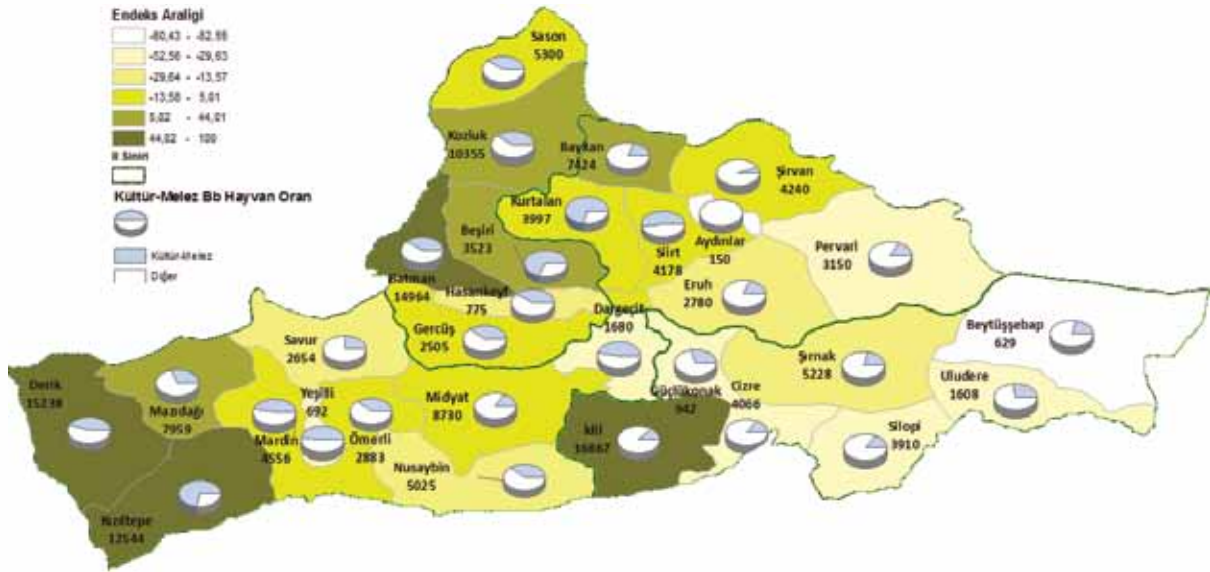 Endeks Araligi
-80,43 - -52,55
-52,56 - -29,63
-29,64 - -13,57
-13,58 - 5,01
5,02 - 44,01
44,02 - 100
İl Sınırı
Kültür-Melez Bb Hayvan Oran
Kültür-Melez
Diğer
Sason
5300
Kozluk
10355
Baykan
7424
Şirvan
4240
Kurtalan
3997
Siirt
4178
Aydınlar
150
Pervari
3150
Beşiri
3523
Batman
14964
Hasankeyf
775
Eruh
2780
Gercüş
2505
Dargeçit
1680
Beytüşşebap
629
Savur
2654
Şırnak
5228
Uludere
1608
Güçlükonak
942
Cizre
4066
Derik
15238
Mazıdağı
7959
Yeşilli
692
Midyat
8730
Mardin
4556
Ömerli
2883
İdil
16867
Silopi
3910
Nusaybin
5025
Kızıltepe
12544